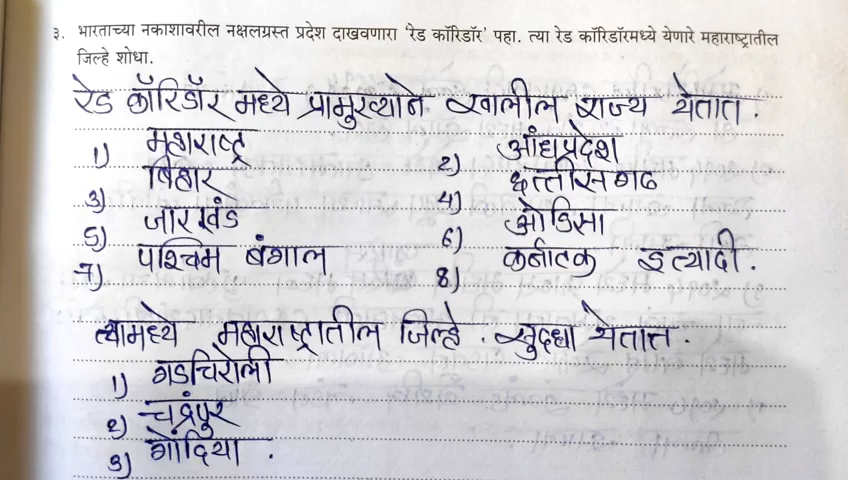 ३. भारताच्या नकाशावरील नक्षलग्रस्त प्रदेश दाखवणारा 'रेड कॉरिडॉर' पहा. त्या रेड कॉरिडॉरमध्ये येणारे महाराष्ट्रातील
जिल्हे शोधा.
रेड कॉरिडॉर मध्ये प्रामुख्याने खालील राज्य येतात.
1) महाराष्ट्र 2) आंध्रप्रदेश
3) बिहार 4) छत्तीसगढ
5) जारखंड 6) ओडिसा
7) पश्चिम बंगाल 8) कर्नाटक इत्यादी.
त्यामध्ये महाराष्ट्रातील जिल्हे. सुद्धा येतात.
1) गडचिरोली
2) चंद्रपुर
3) गोंदिया.